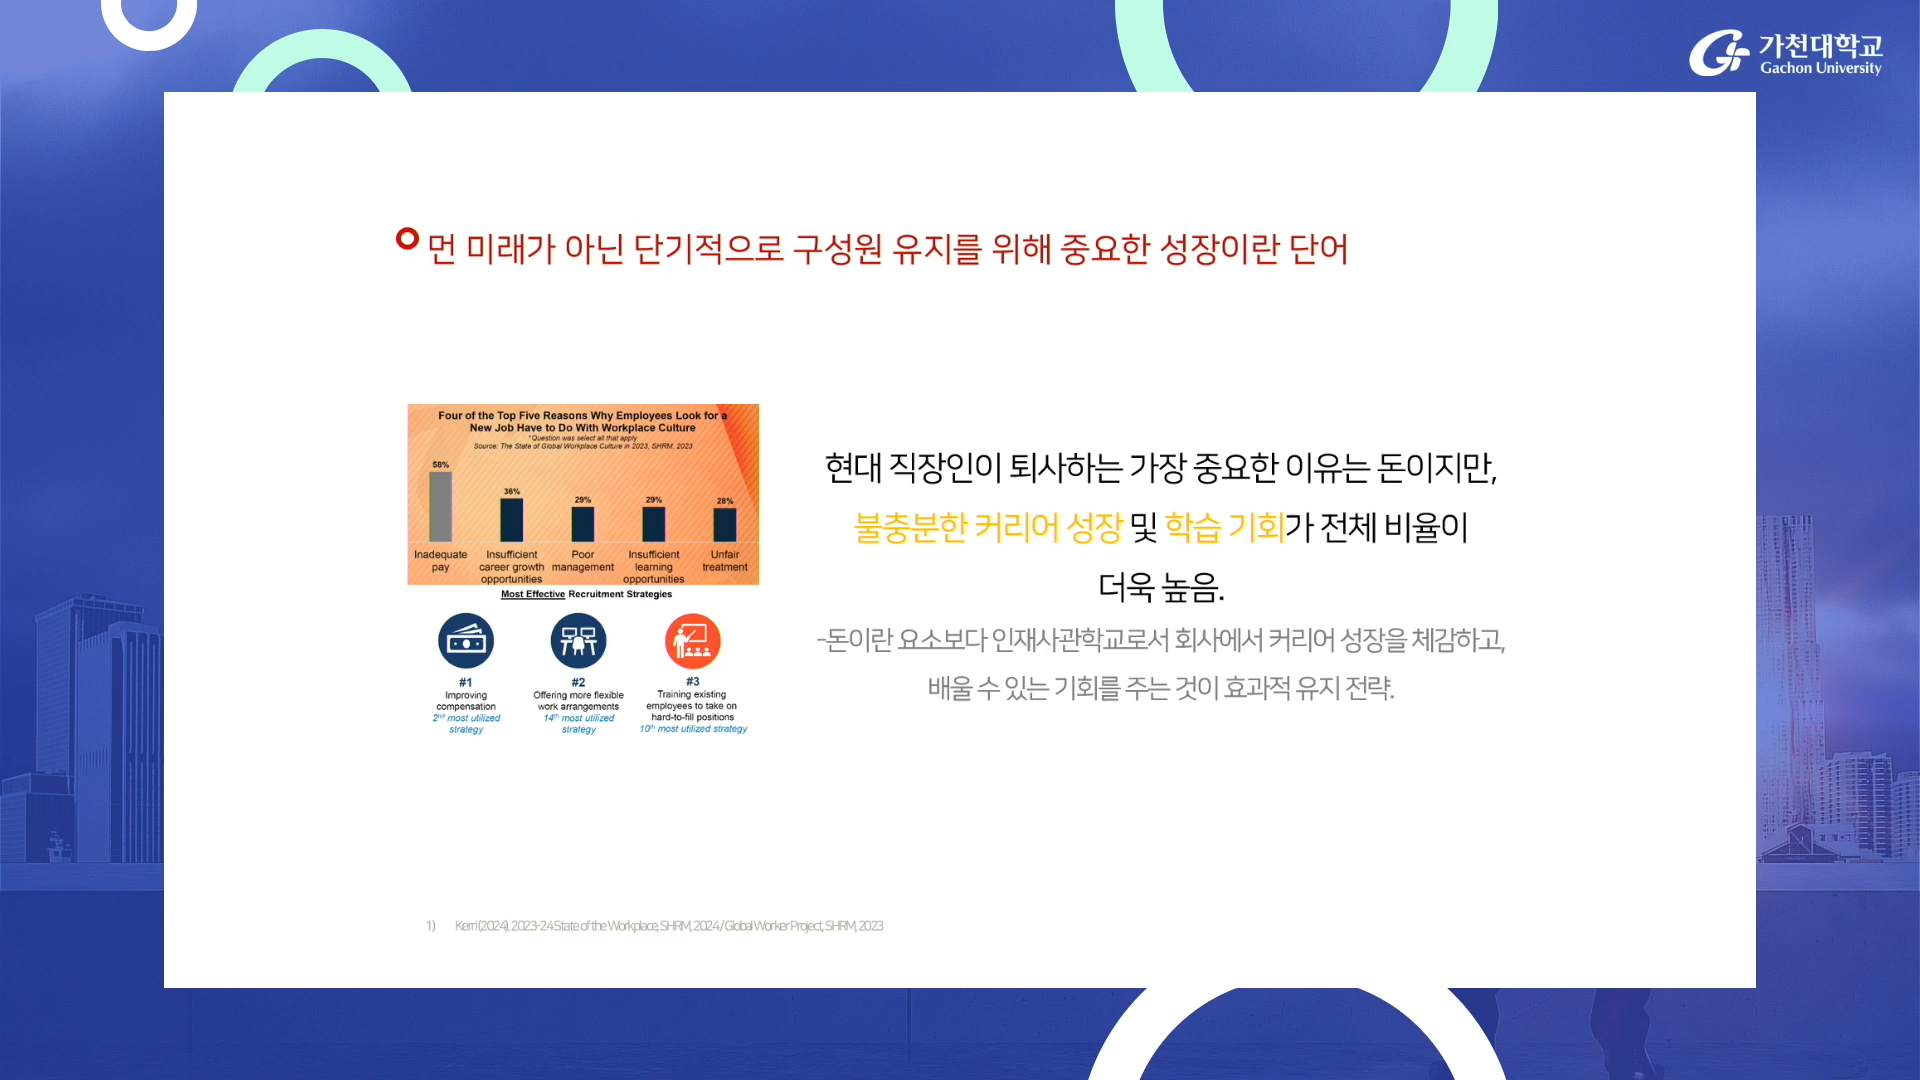 가천대학교
Gachon University
먼 미래가 아닌 단기적으로 구성원 유지를 위해 중요한 성장이란 단어
Four of the Top Five Reasons Why Employees Look for a
New Job Have to Do With Workplace Culture
*Question was select all that apply
Source: The State of Global Workplace Culture in 2023, SHRM, 2023
58%
36%
29%
29%
28%
Inadequate pay
Insufficient career growth opportunities
Poor management
Insufficient learning opportunities
Unfair treatment
Most Effective Recruitment Strategies
#1
Improving
compensation
2nd most utilized
strategy
#2
Offering more flexible
work arrangements
14th most utilized
strategy
#3
Training existing
employees to take on
hard-to-fill positions
10th most utilized strategy
현대 직장인이 퇴사하는 가장 중요한 이유는 돈이지만,
불충분한 커리어 성장 및 학습 기회가 전체 비율이
더욱 높음.
-돈이란 요소보다 인재사관학교로서 회사에서 커리어 성장을 체감하고,
배울 수 있는 기회를 주는 것이 효과적 유지 전략.
1) Kerri(2024). 2023-24 State of the Workplace, SHRM, 2024 / Global Worker Project, SHRM, 2023